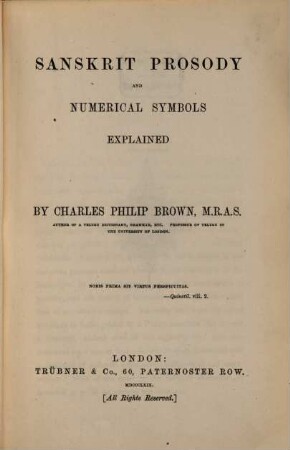 SANSKRIT PROSODY
AND
NUMERICAL SYMBOLS
EXPLAINED
BY CHARLES PHILIP BROWN, M.R.A.S.
AUTHOR OF A TELUGU DICTIONARY, GRAMMAR, ETC. PROFESSOR OF TELUGU IN
THE UNIVERSITY OF LONDON.
NOBIS PRIMA SIT VIRTUS PERSPICUITAS.
—Quinctil. viii. 2.
LONDON:
TRÜBNER & Co., 60, PATERNOSTER ROW.
MDCCCLXIX.
[All Rights Reserved.]